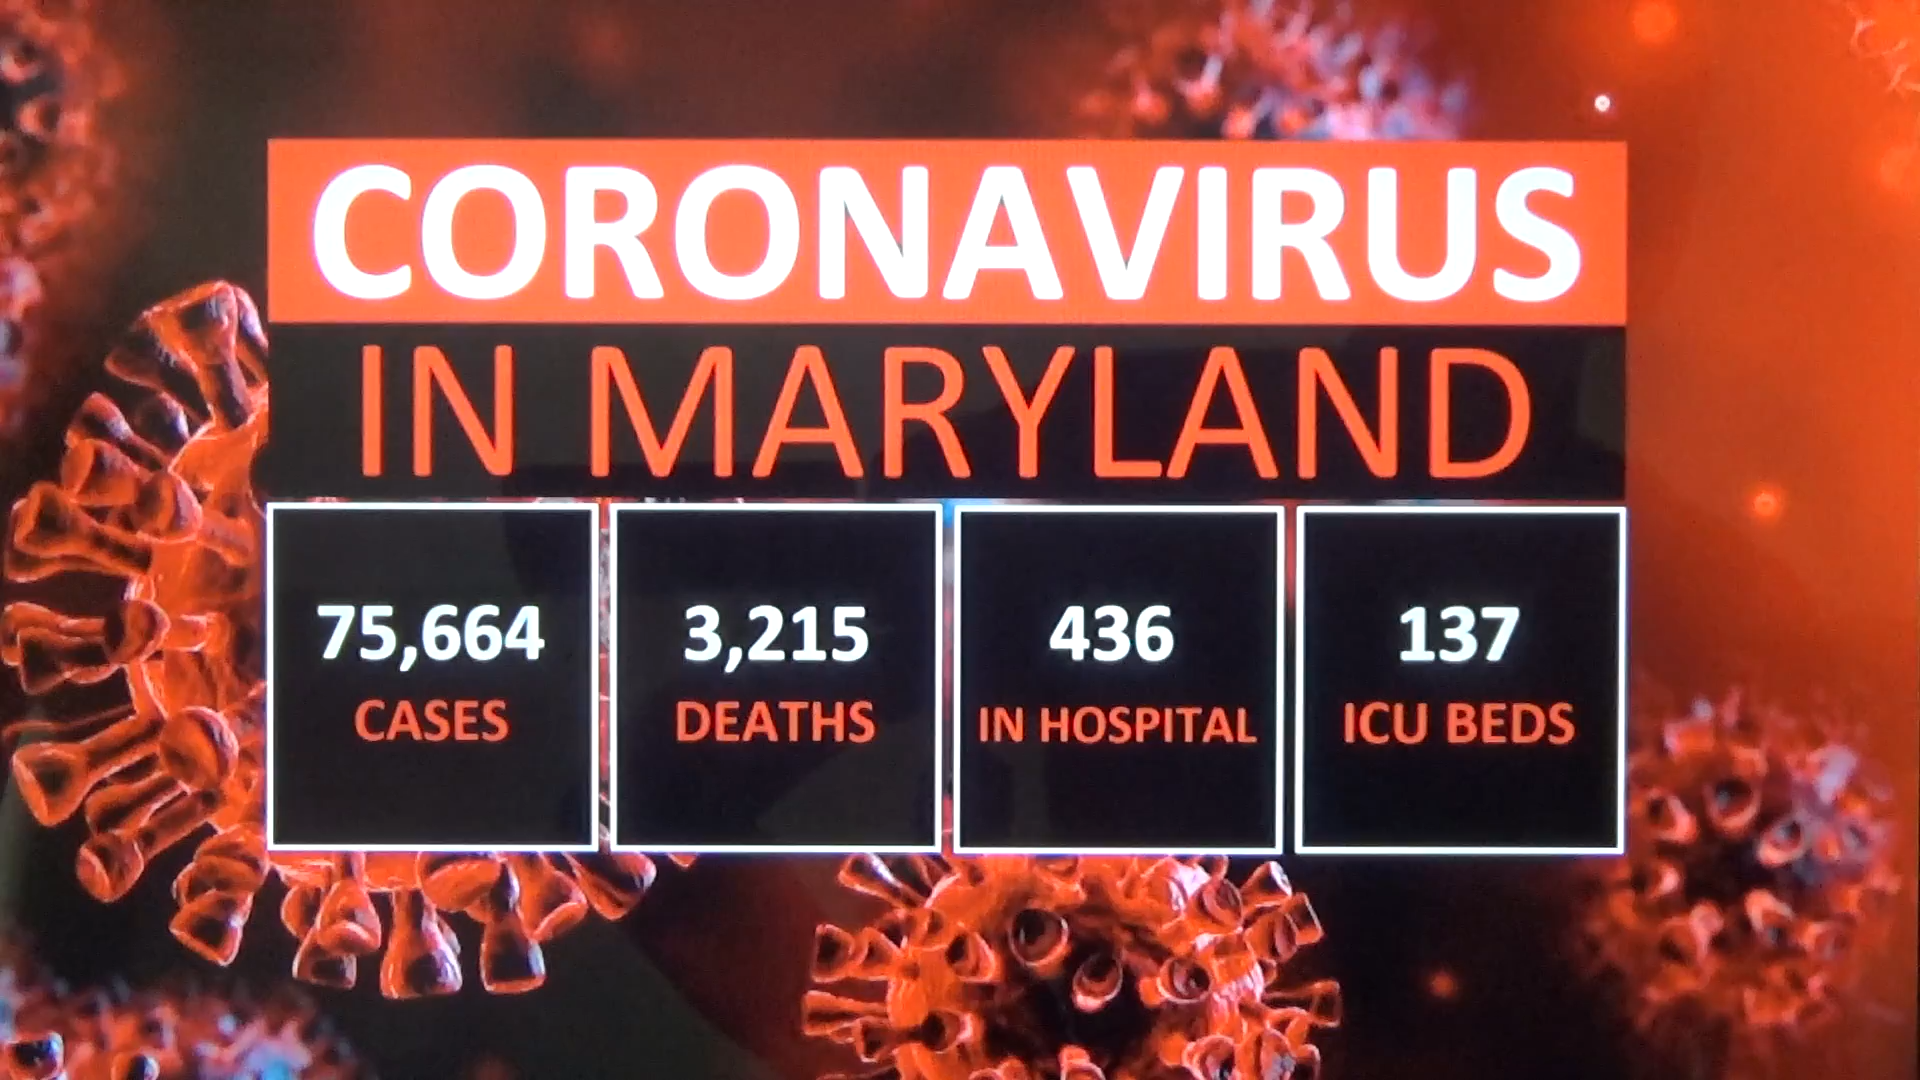 CORONAVIRUS
IN MARYLAND
75,664
CASES
3,215
DEATHS
436
IN HOSPITAL
137
ICU BEDS